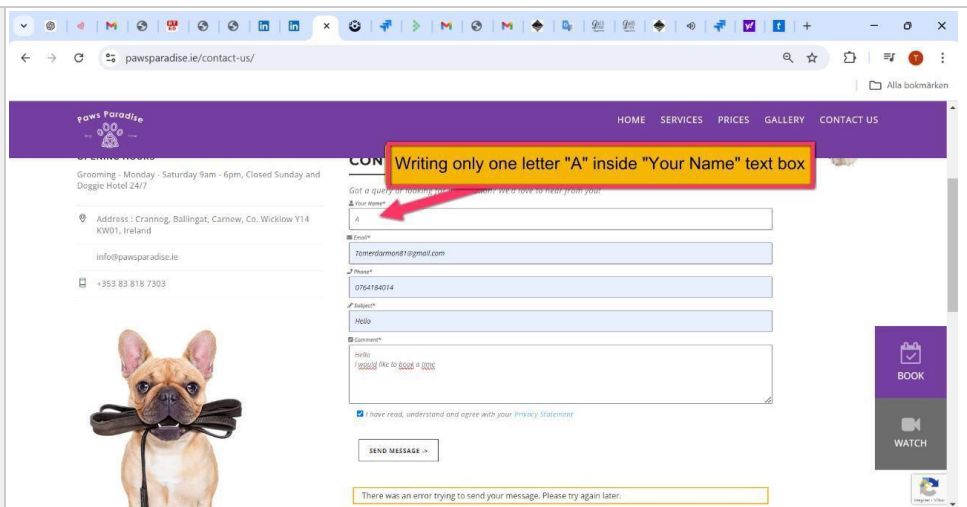 pawsparadise.ie/contact-us/
T
Alla bokmärken
Paws Paradise
HOME SERVICES PRICES GALLERY CONTACT US
OPENING HOURS
Grooming - Monday - Saturday 9am - 6pm, Closed Sunday and
Doggie Hotel 24/7
Address : Crannog, Ballingat, Carnew, Co. Wicklow Y14
KW01, Ireland
info@pawsparadise.ie
+353 83 818 7303
CON
Writing only one letter "A" inside "Your Name" text box
Got a query or looking for We'd love to hear from you!
Your Name*
A
Email*
Tomerdarmon81@gmail.com
Phone*
0764184014
Subject*
Hello
Comment*
Hello
i would like to book a time
I have read, understand and agree with your Privacy Statement
SEND MESSAGE ->
There was an error trying to send your message. Please try again later.
BOOK
WATCH